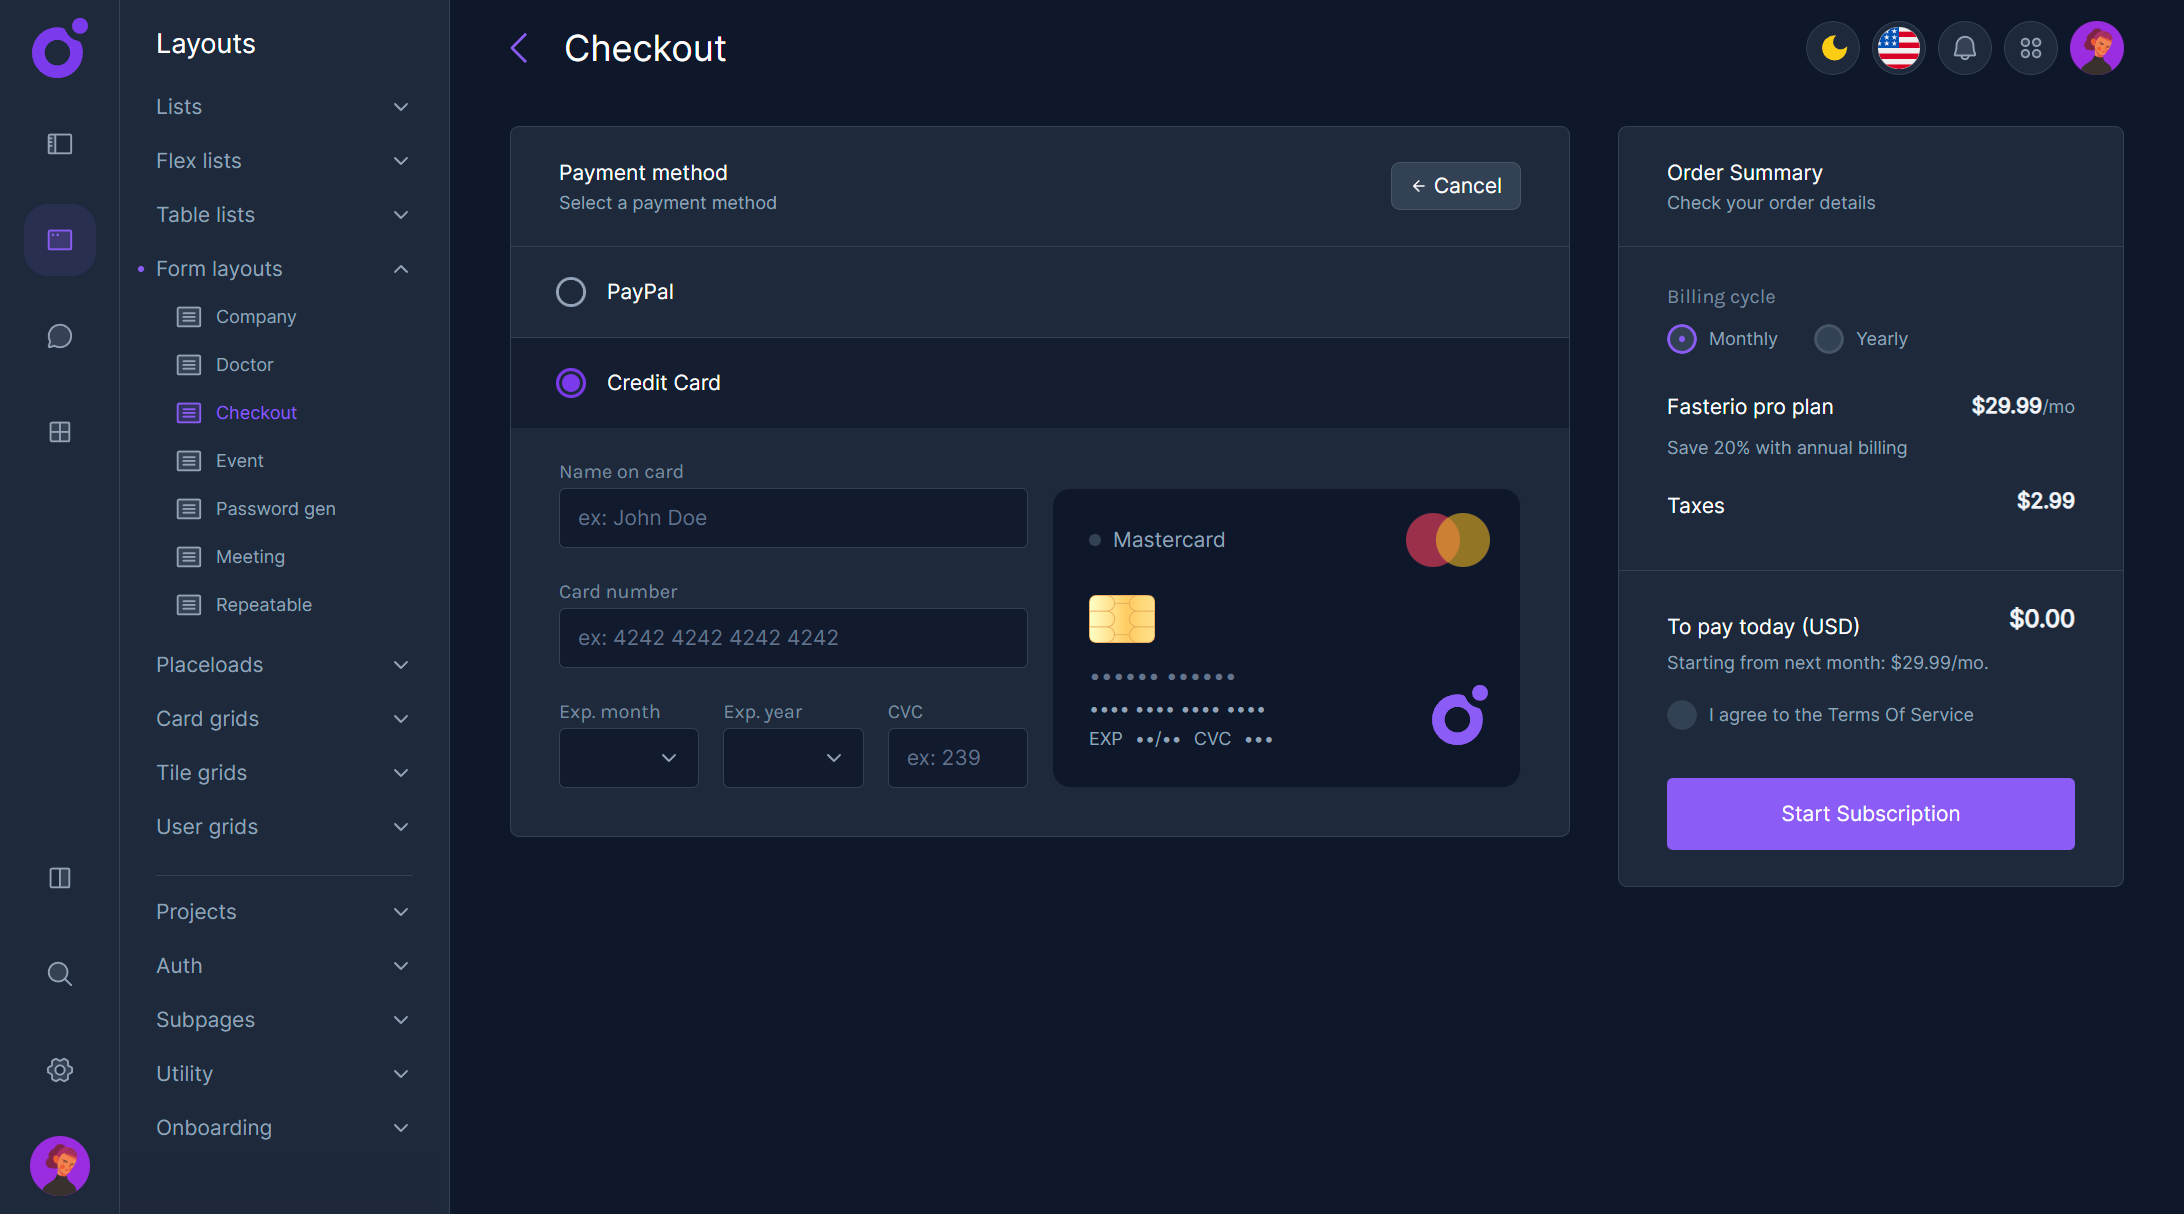 Layouts
Lists
Flex lists
Table lists
Form layouts
Company
Doctor
Checkout
Event
Password gen
Meeting
Repeatable
Placeloads
Card grids
Tile grids
User grids
Projects
Auth
Subpages
Utility
Onboarding
Checkout
Payment method
Select a payment method
← Cancel
PayPal
Credit Card
Name on card
ex: John Doe
Card number
ex: 4242 4242 4242 4242
Exp. month Exp. year CVC
ex: 239
Mastercard
•••••• ••••••
•••• •••• •••• ••••
EXP ••/•• CVC •••
Order Summary
Check your order details
Billing cycle
Monthly Yearly
Fasterio pro plan $29.99/mo
Save 20% with annual billing
Taxes $2.99
To pay today (USD) $0.00
Starting from next month: $29.99/mo.
I agree to the Terms Of Service
Start Subscription